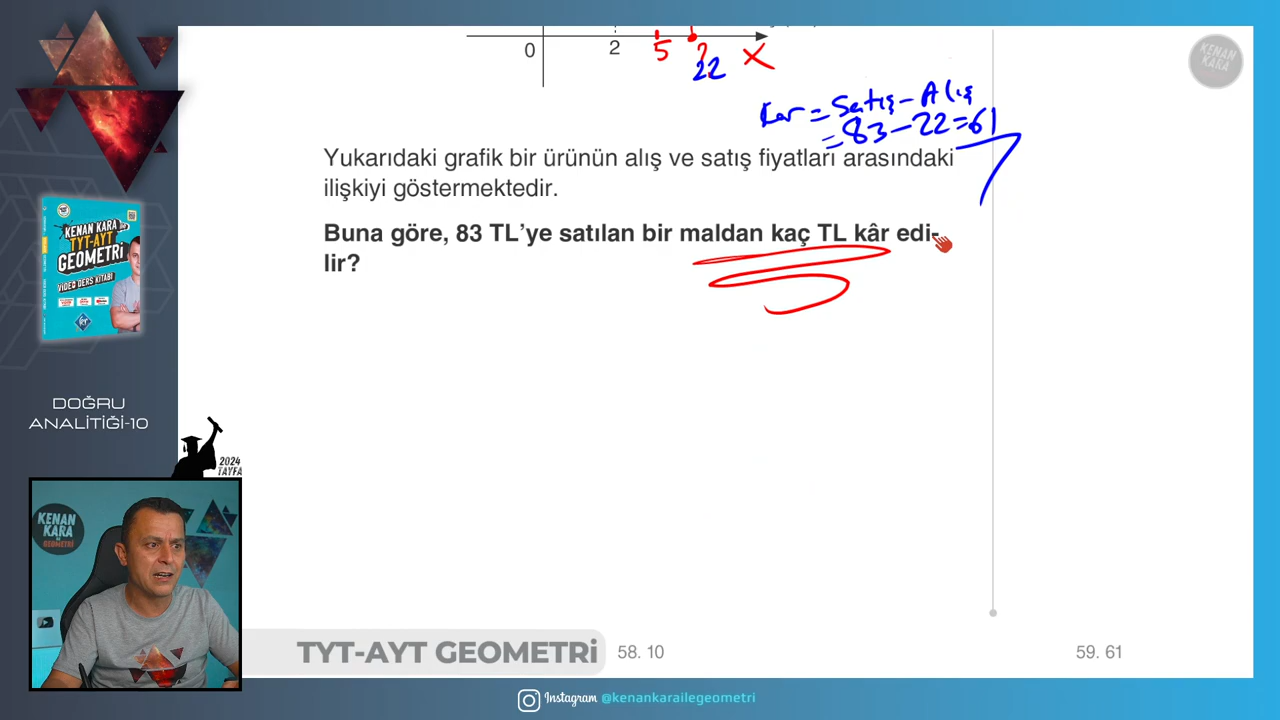 0
2
5
?
22
X
KENAN
KARA
Kar = Satış - Alış
= 83 - 22 = 61
Yukarıdaki grafik bir ürünün alış ve satış fiyatları arasındaki
ilişkiyi göstermektedir.
Buna göre, 83 TL’ye satılan bir maldan kaç TL kâr edi-
lir?
KENAN KARA
TYT-AYT
GEOMETRİ
VİDEO DERS KİTABI
DOĞRU
ANALİTİĞİ-10
2024
TAYFA
KENAN
KARA
GEOMETRİ
TYT-AYT GEOMETRİ
58. 10
59. 61
Instagram @kenankarailegeometri